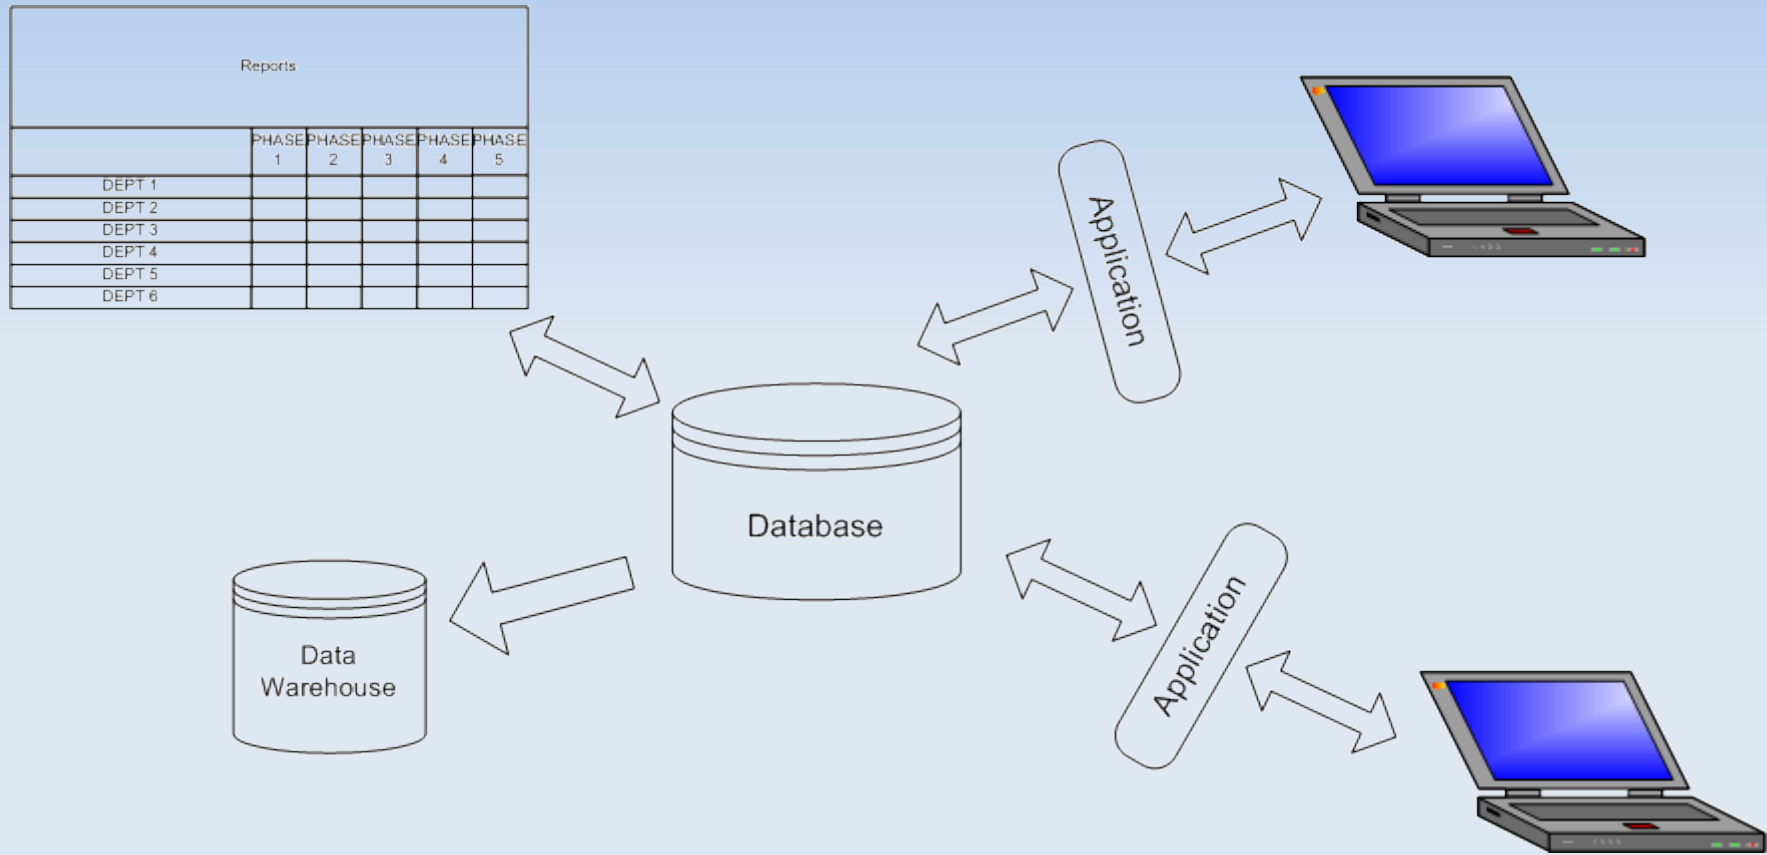 Reports
PHASE 1 PHASE 2 PHASE 3 PHASE 4 PHASE 5
DEPT 1
DEPT 2
DEPT 3
DEPT 4
DEPT 5
DEPT 6
Application
Database
Application
Data
Warehouse